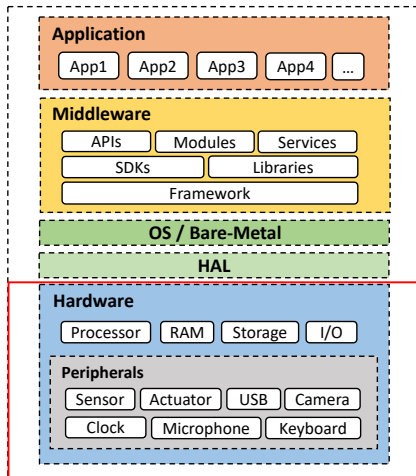 Application
App1 App2 App3 App4 ...
Middleware
APIs Modules Services
SDKs Libraries
Framework
OS / Bare-Metal
HAL
Hardware
Processor RAM Storage I/O
Peripherals
Sensor Actuator USB Camera
Clock Microphone Keyboard